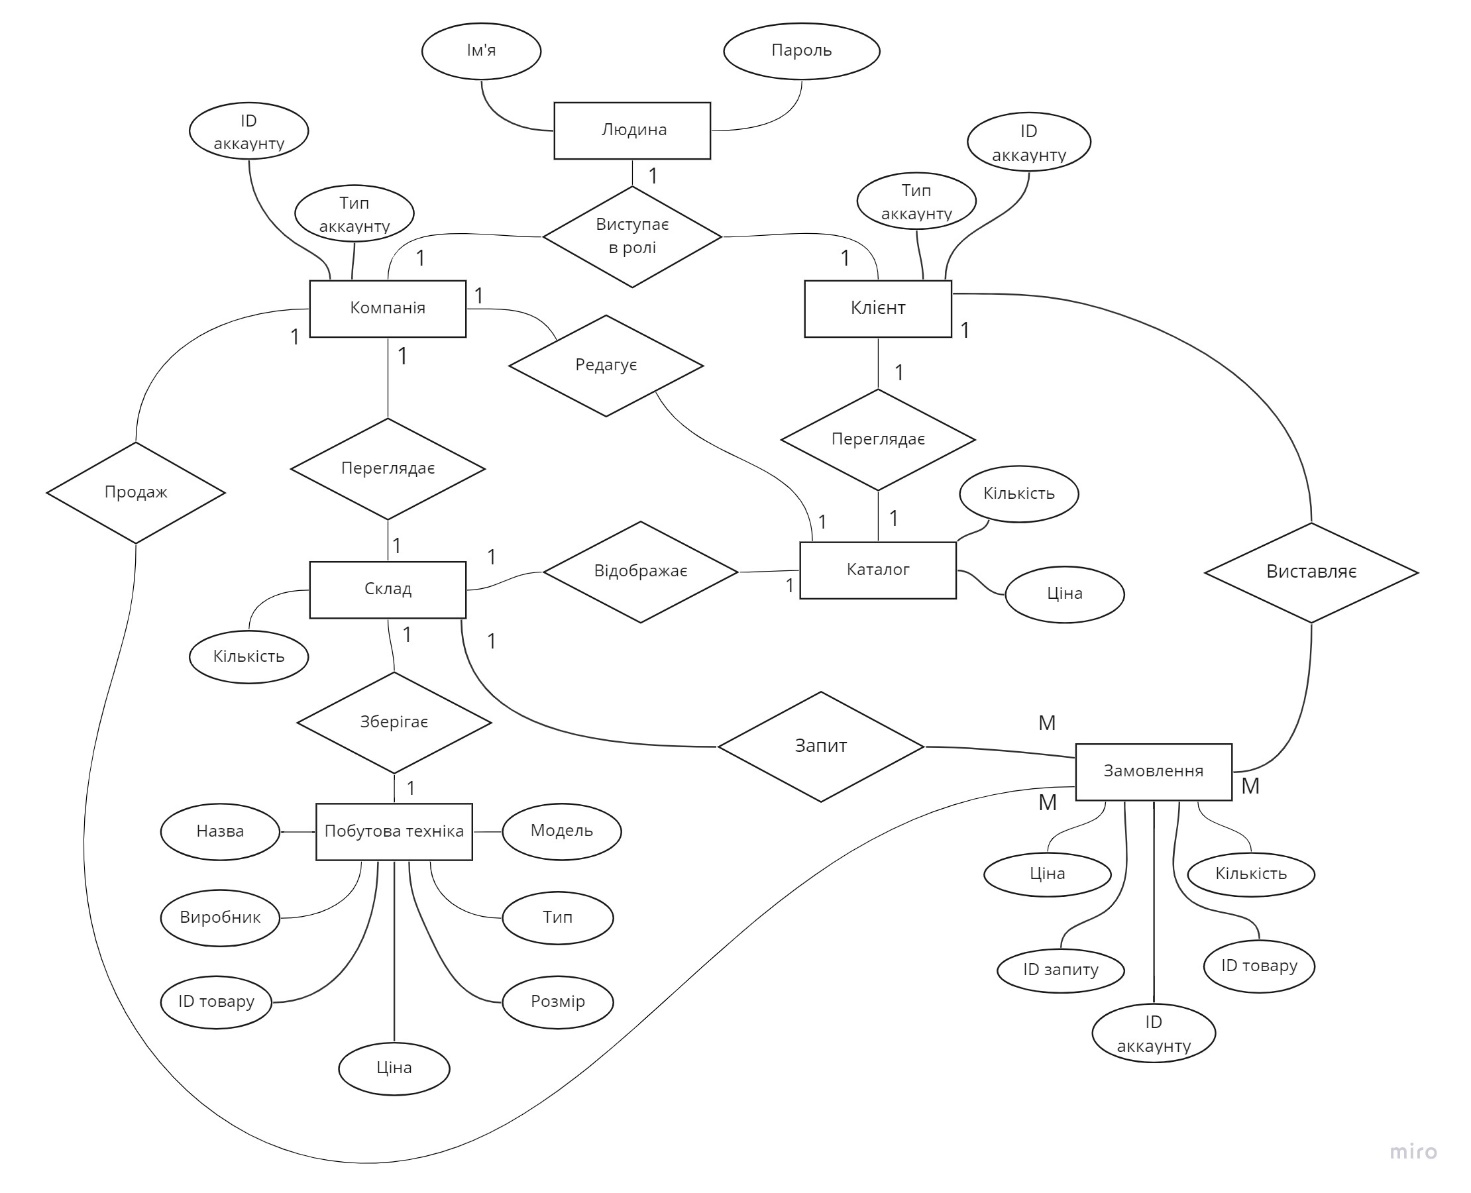 Ім'я
Пароль
Людина
ID
аккаунту
ID
аккаунту
1
Тип
аккаунту
Тип
аккаунту
Виступає
в ролі
1
1
Компанія
1
Клієнт
1
1
1
Редагує
1
Переглядає
Переглядає
Продаж
Кількість
1
1
1
1
Відображає
Каталог
Виставляє
Склад
1
Ціна
1
1
Кількість
Зберігає
Запит
М
Замовлення
1
М
М
Назва
Побутова техніка
Модель
Ціна
Кількість
Виробник
Тип
ID запиту
ID товару
ID товару
Розмір
ID
аккаунту
Ціна
miro